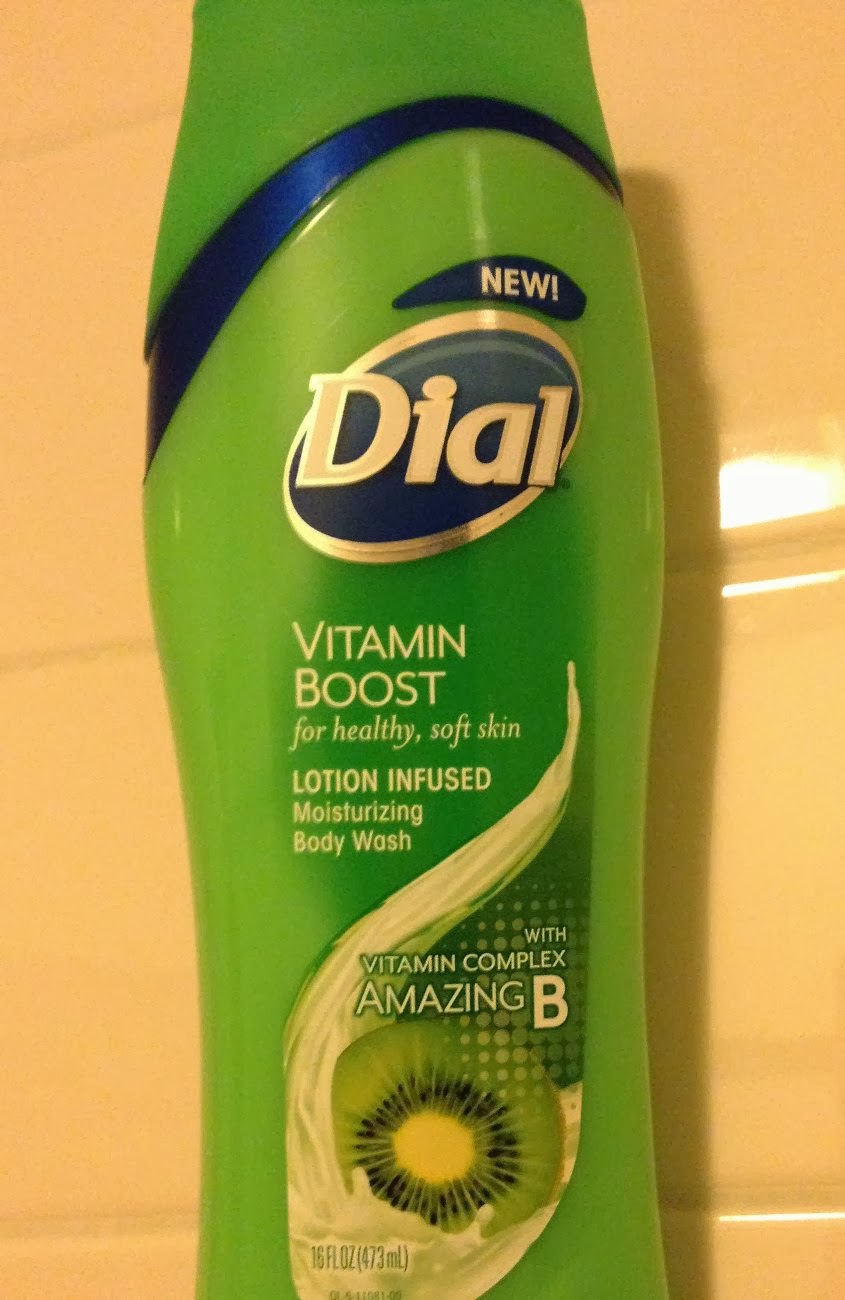 NEW!
Dial
VITAMIN
BOOST
for healthy, soft skin
LOTION INFUSED
Moisturizing
Body Wash
WITH
VITAMIN COMPLEX
AMAZING B
16 FL OZ (473 mL)